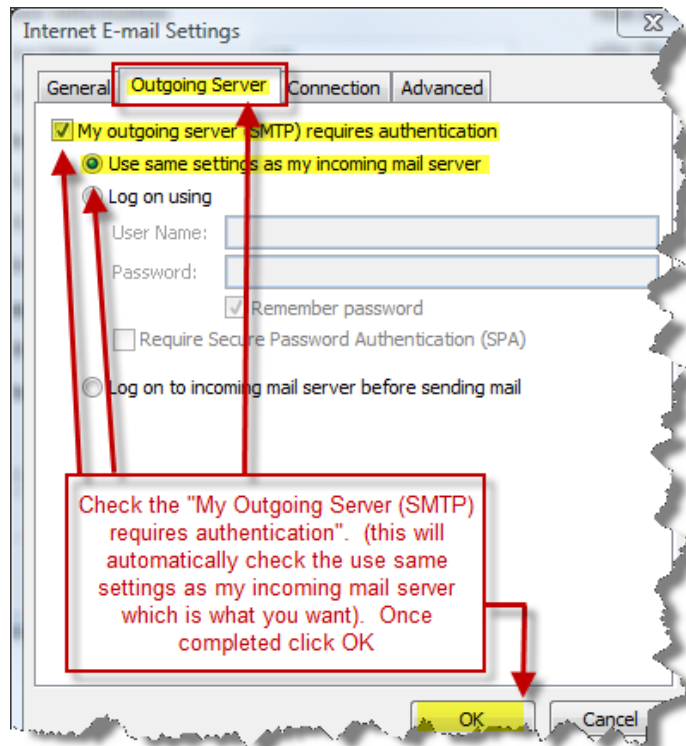 Internet E-mail Settings
General Outgoing Server Connection Advanced
My outgoing server (SMTP) requires authentication
Use same settings as my incoming mail server
Log on using
User Name:
Password:
Remember password
Require Secure Password Authentication (SPA)
Log on to incoming mail server before sending mail
Check the "My Outgoing Server (SMTP)
requires authentication". (this will
automatically check the use same
settings as my incoming mail server
which is what you want). Once
completed click OK
OK Cancel